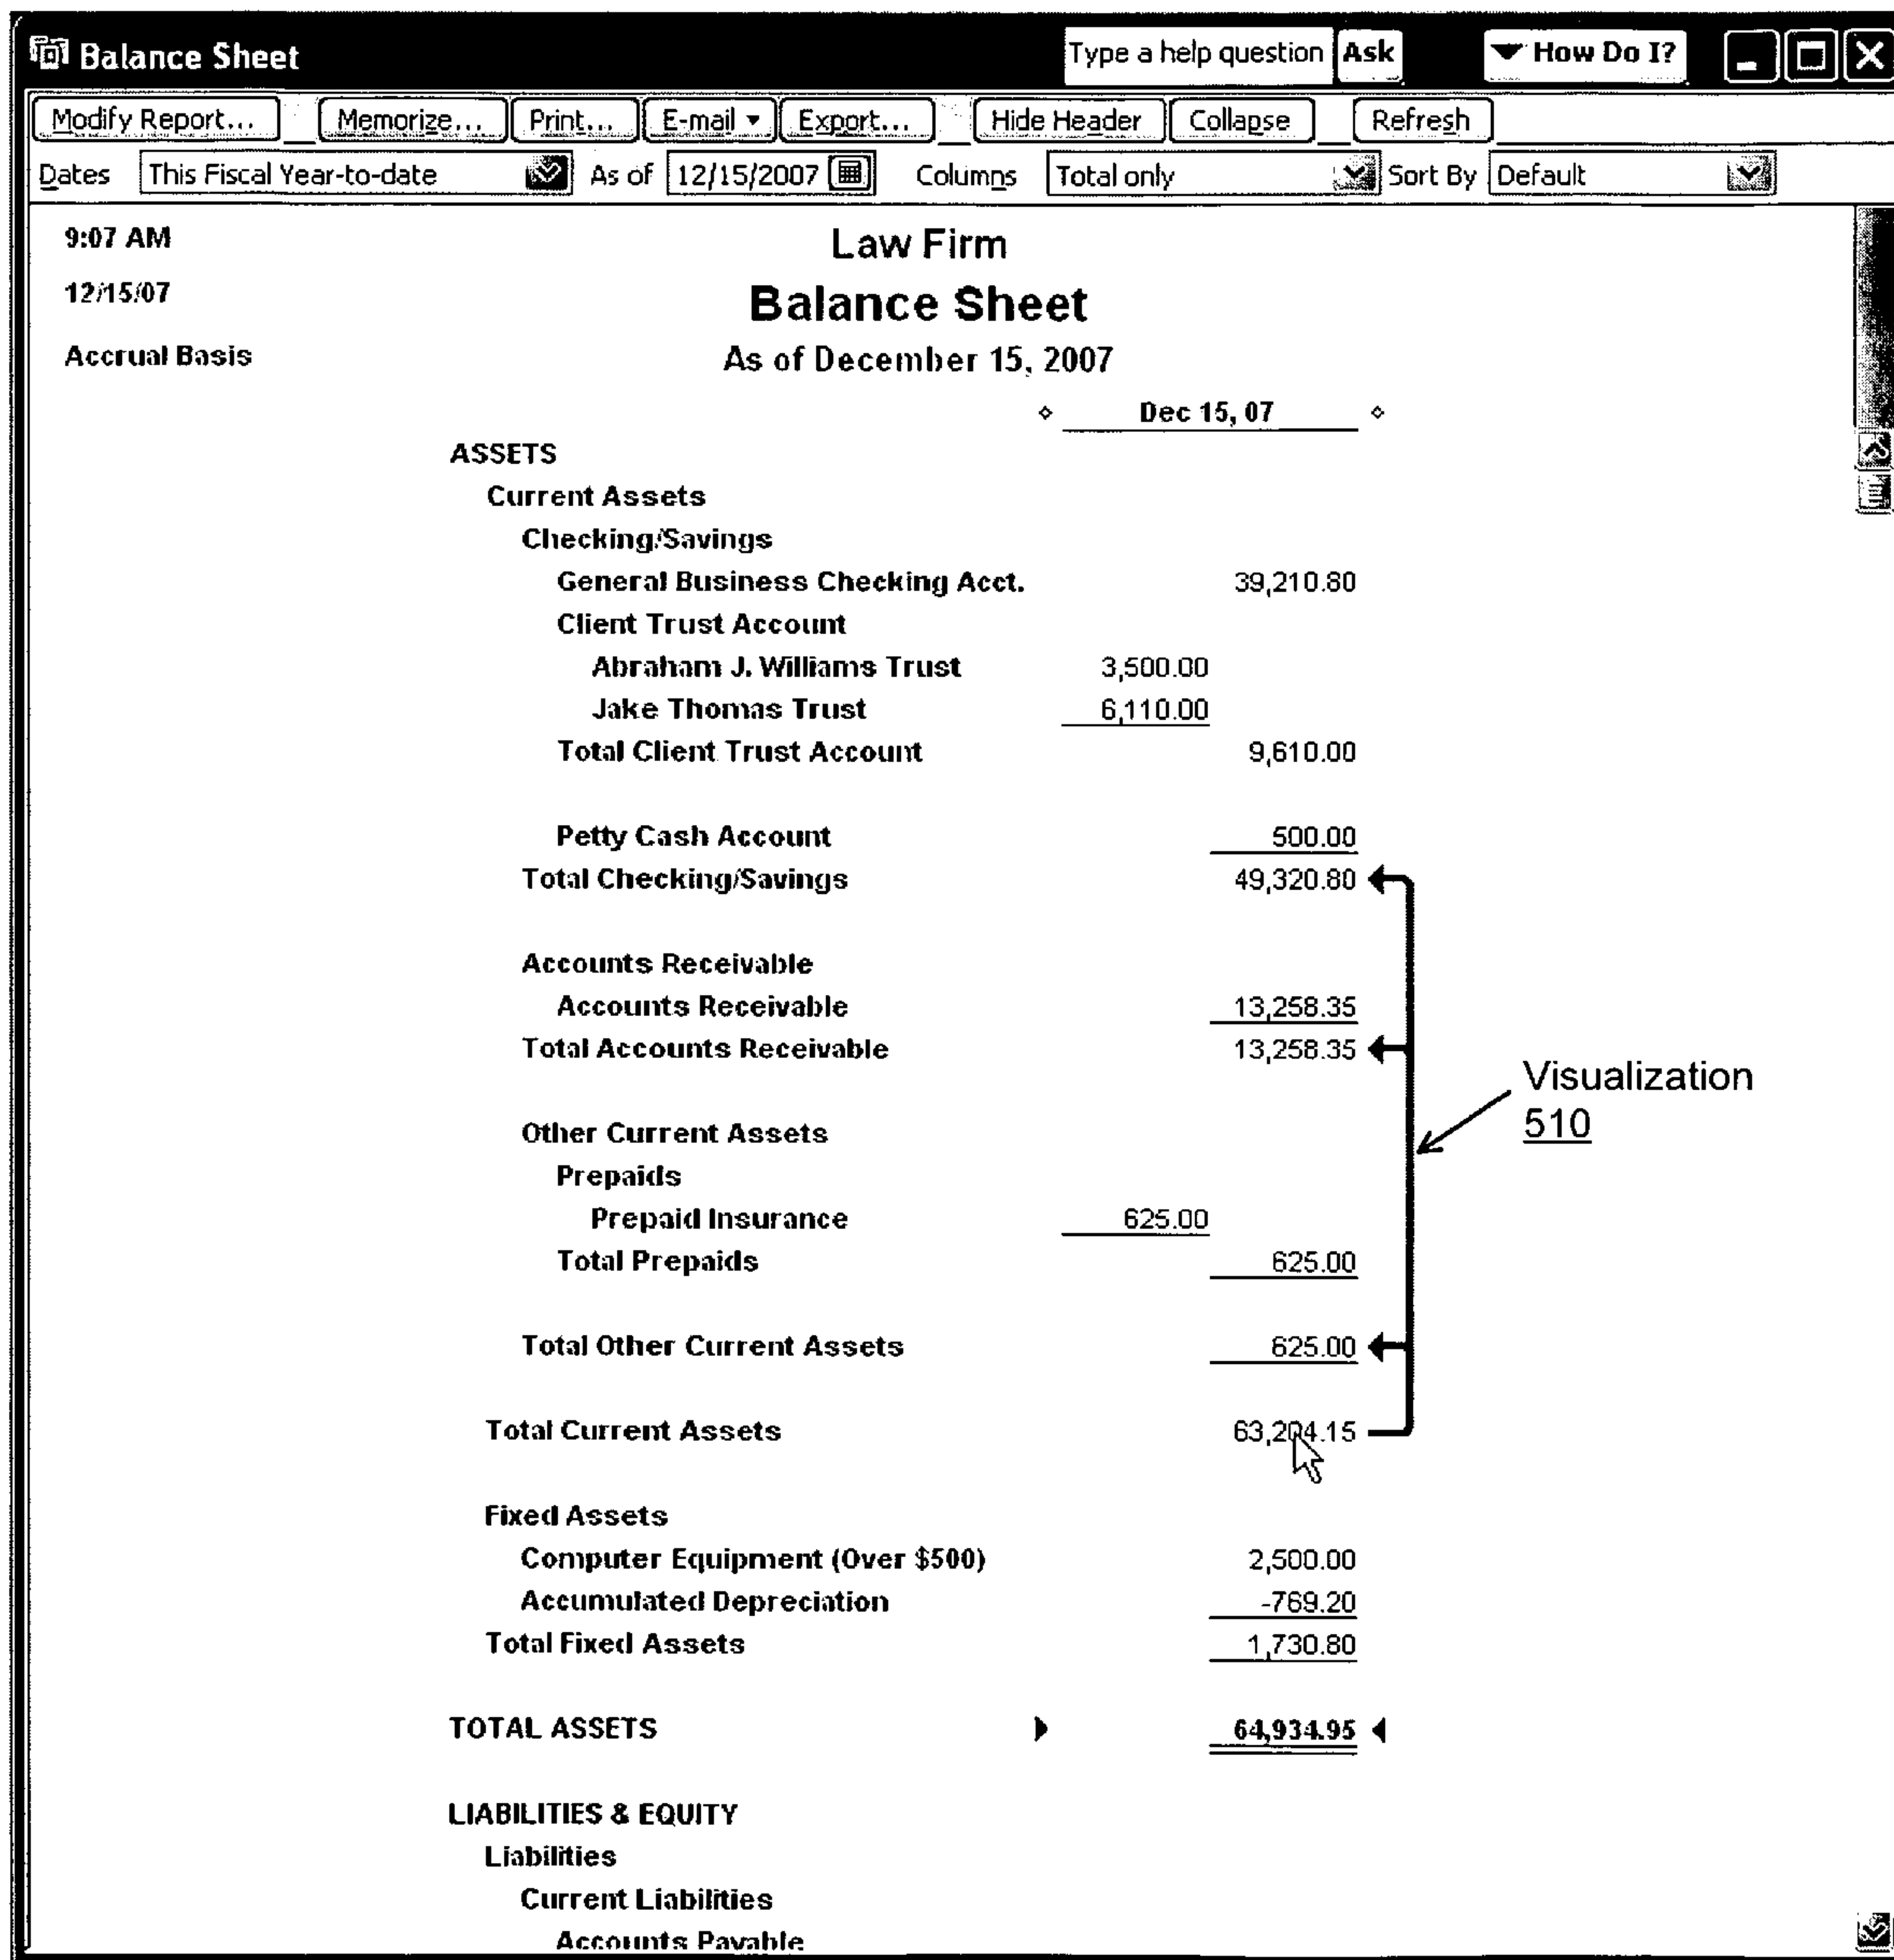 Balance Sheet Type a help question Ask How Do I?
Modify Report... Memorize... Print... E-mail Export... Hide Header Collapse Refresh
Dates This Fiscal Year-to-date As of 12/15/2007 Columns Total only Sort By Default
9:07 AM Law Firm
12/15/07 Balance Sheet
Accrual Basis As of December 15, 2007
Dec 15, 07
ASSETS
Current Assets
Checking/Savings
General Business Checking Acct. 39,210.80
Client Trust Account
Abraham J. Williams Trust 3,500.00
Jake Thomas Trust 6,110.00
Total Client Trust Account 9,610.00
Petty Cash Account 500.00
Total Checking/Savings 49,320.80
Accounts Receivable
Accounts Receivable 13,258.35
Total Accounts Receivable 13,258.35
Visualization
510
Other Current Assets
Prepaids
Prepaid Insurance 625.00
Total Prepaids 625.00
Total Other Current Assets 625.00
Total Current Assets 63,204.15
Fixed Assets
Computer Equipment (Over $500) 2,500.00
Accumulated Depreciation -769.20
Total Fixed Assets 1,730.80
TOTAL ASSETS 64,934.95
LIABILITIES & EQUITY
Liabilities
Current Liabilities
Accounts Payable